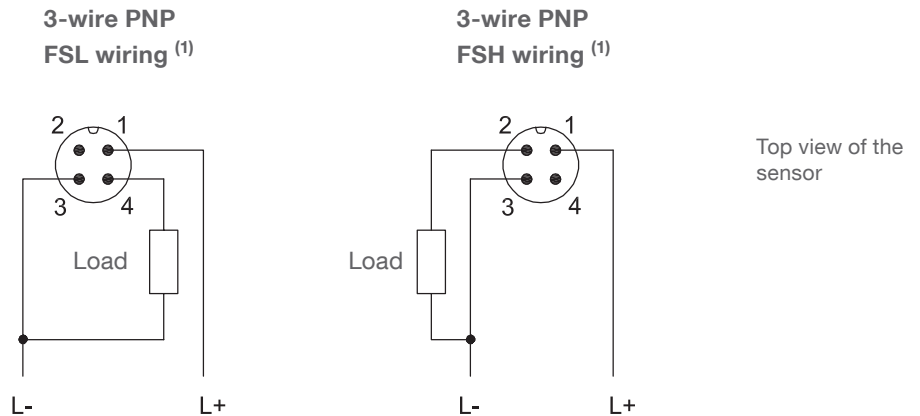 3-wire PNP
FSL wiring (1)
3-wire PNP
FSH wiring (1)
2 1
3 4
Load
L- L+
2 1
3 4
Load
L- L+
Top view of the
sensor